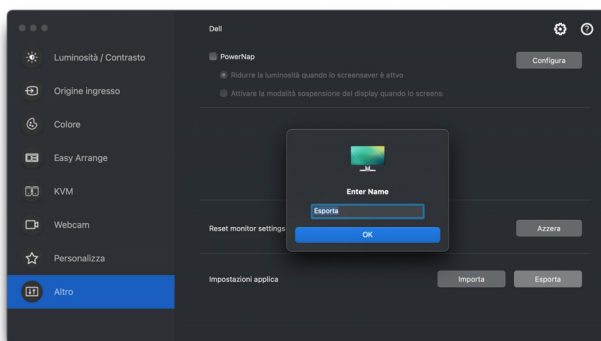 Dell
Luminosità / Contrasto
Origine ingresso
Colore
Easy Arrange
KVM
Webcam
Personalizza
Altro
PowerNap
Configura
Ridurre la luminosità quando lo screensaver è attvo
Attivare la modalità sospensione del display quando lo screens
Enter Name
Esporta
OK
Reset monitor settings
Azzera
Impostazioni applica
Importa
Esporta